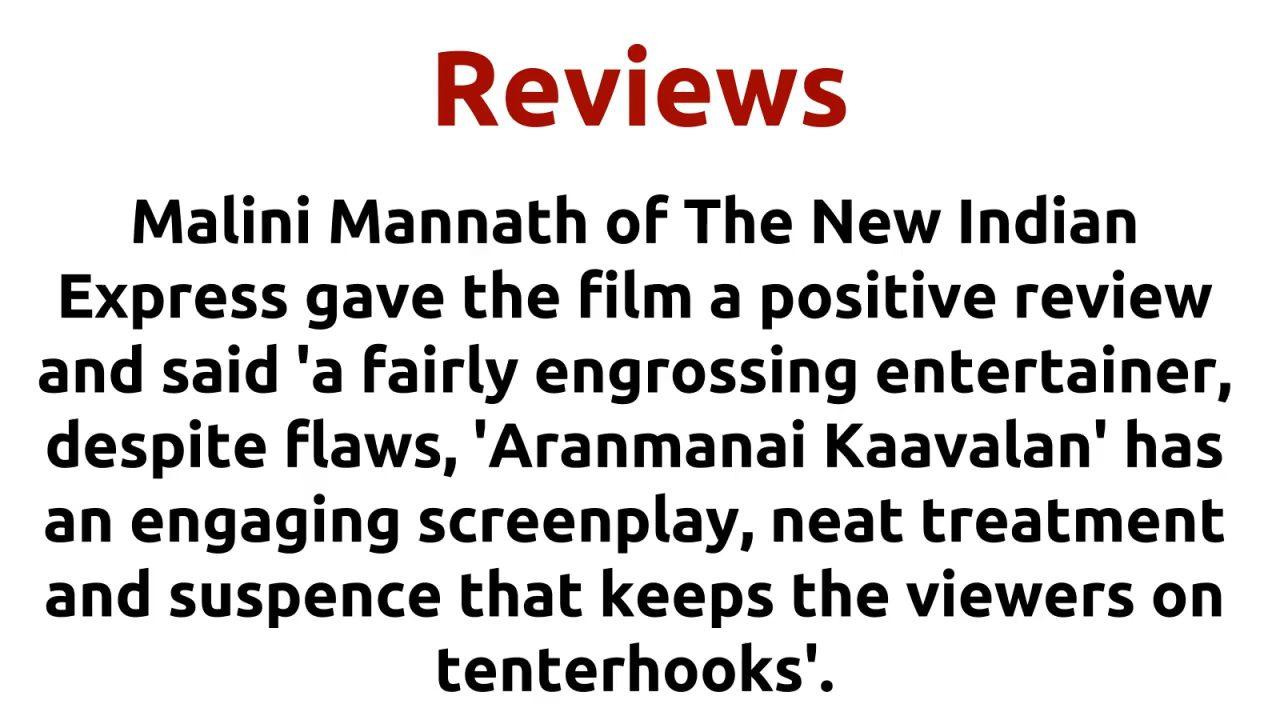 Reviews
Malini Mannath of The New Indian
Express gave the film a positive review
and said 'a fairly engrossing entertainer,
despite flaws, 'Aranmanai Kaavalan' has
an engaging screenplay, neat treatment
and suspence that keeps the viewers on
tenterhooks'.